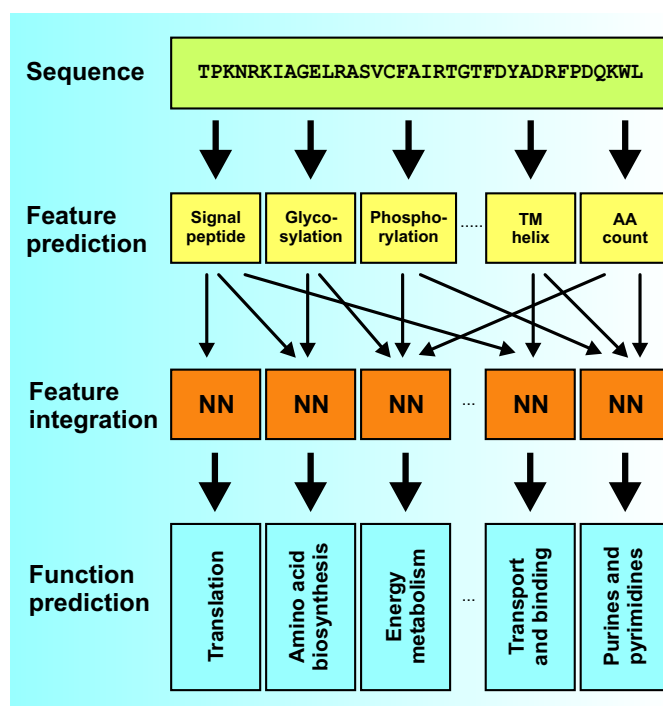 Sequence
TPKNRKIAGELRASVCFAIRTGTFDYADRFPDQKWL
Feature
prediction
Signal
peptide
Glyco-
sylation
Phospho-
rylation
.....
TM
helix
AA
count
Feature
integration
NN
NN
NN
...
NN
NN
Function
prediction
Translation
Amino acid
biosynthesis
Energy
metabolism
...
Transport
and binding
Purines and
pyrimidines